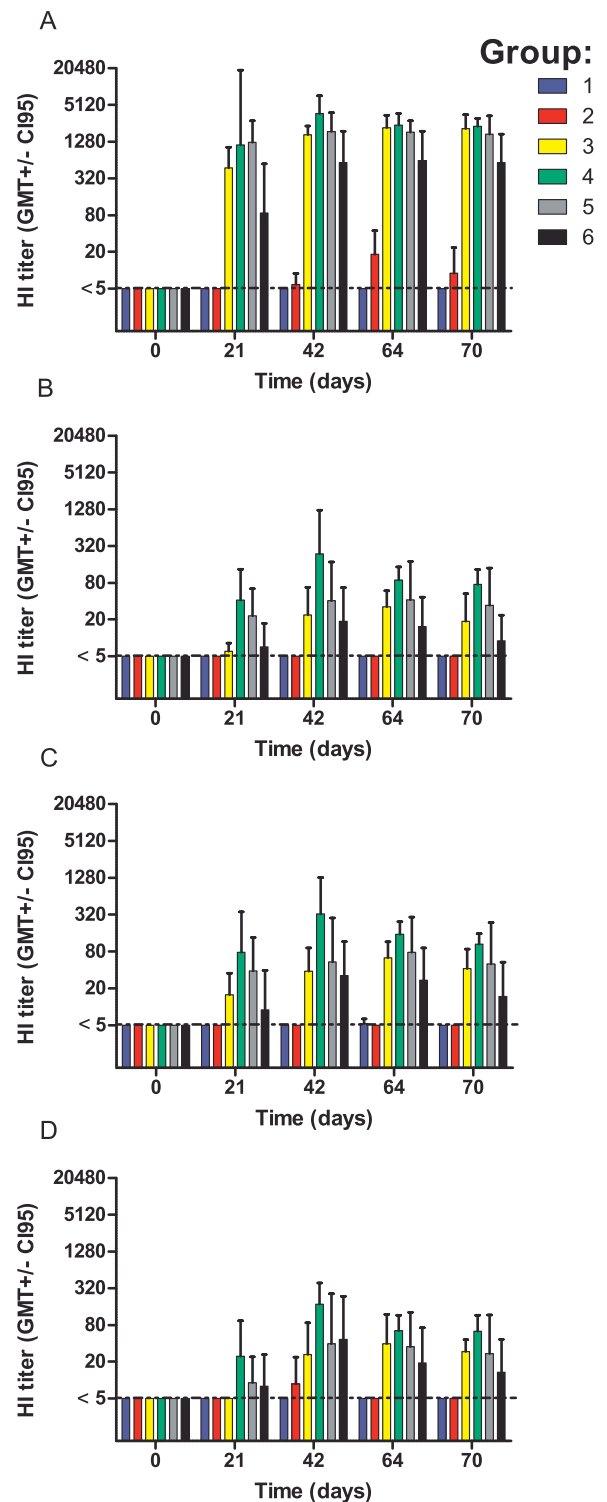 A
Group:
1
2
3
4
5
6
HI titer (GMT+/- CI95)
20480
5120
1280
320
80
20
< 5
0 21 42 64 70
Time (days)
B
HI titer (GMT+/- CI95)
20480
5120
1280
320
80
20
< 5
0 21 42 64 70
Time (days)
C
HI titer (GMT+/- CI95)
20480
5120
1280
320
80
20
< 5
0 21 42 64 70
Time (days)
D
HI titer (GMT+/- CI95)
20480
5120
1280
320
80
20
< 5
0 21 42 64 70
Time (days)